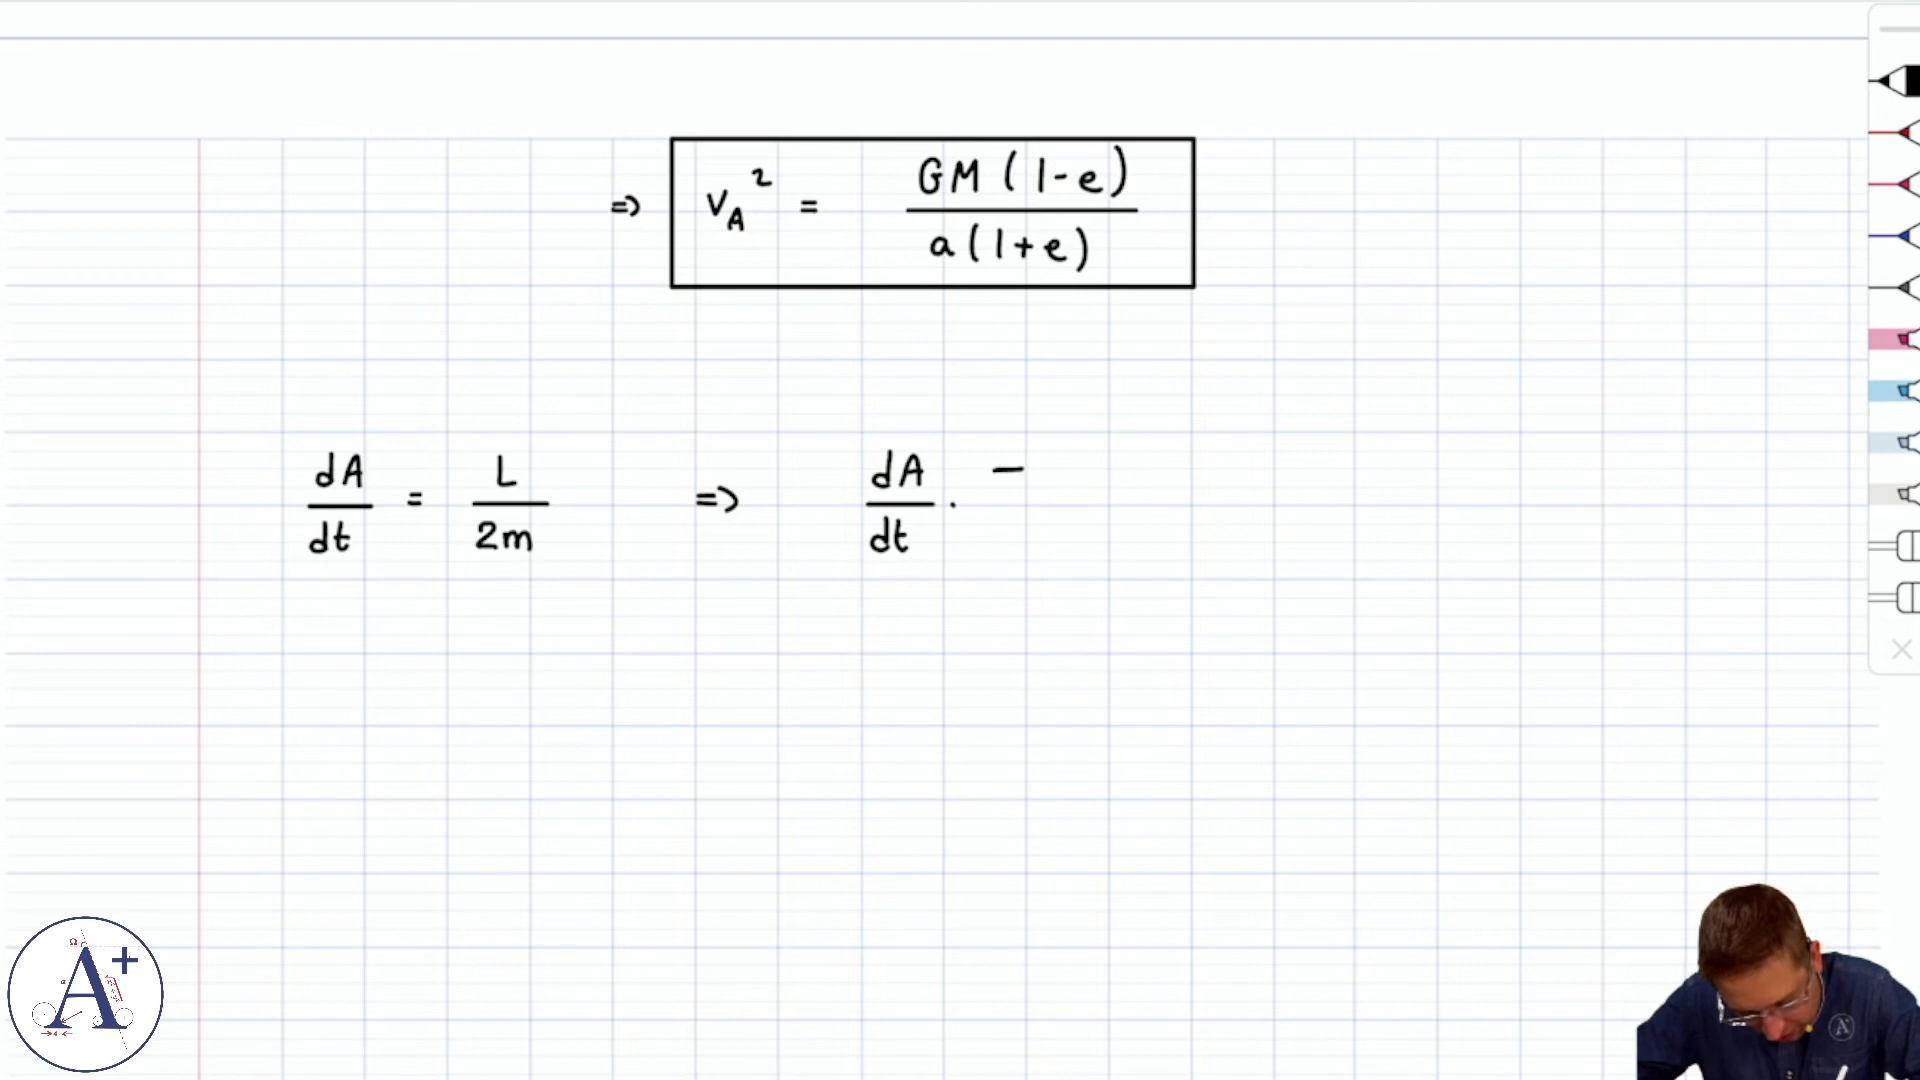 ⇒ v_A² = GM(1-e) / a(1+e)
dA/dt = L/2m ⇒ dA/dt . —
A+